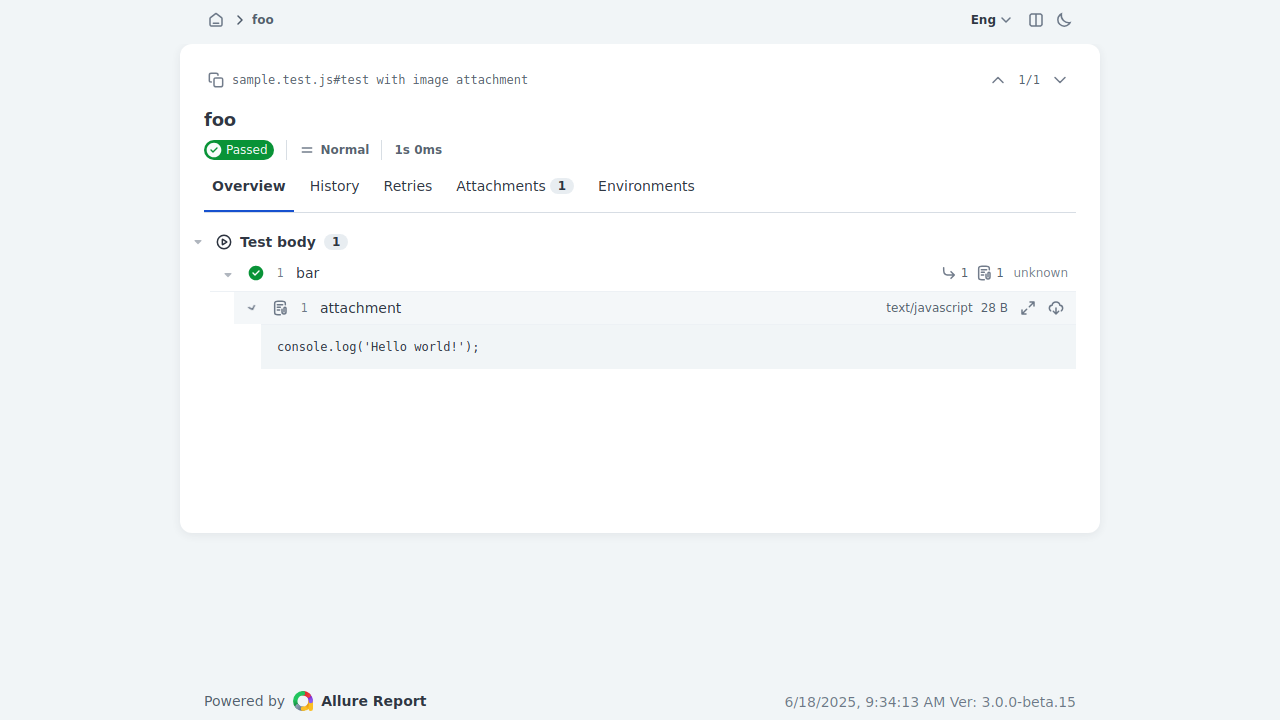 foo Eng
sample.test.js#test with image attachment 1/1
foo
Passed Normal 1s 0ms
Overview History Retries Attachments 1 Environments
Test body 1
1 bar 1 1 unknown
1 attachment text/javascript 28 B
console.log('Hello world!');
Powered by Allure Report 6/18/2025, 9:34:13 AM Ver: 3.0.0-beta.15